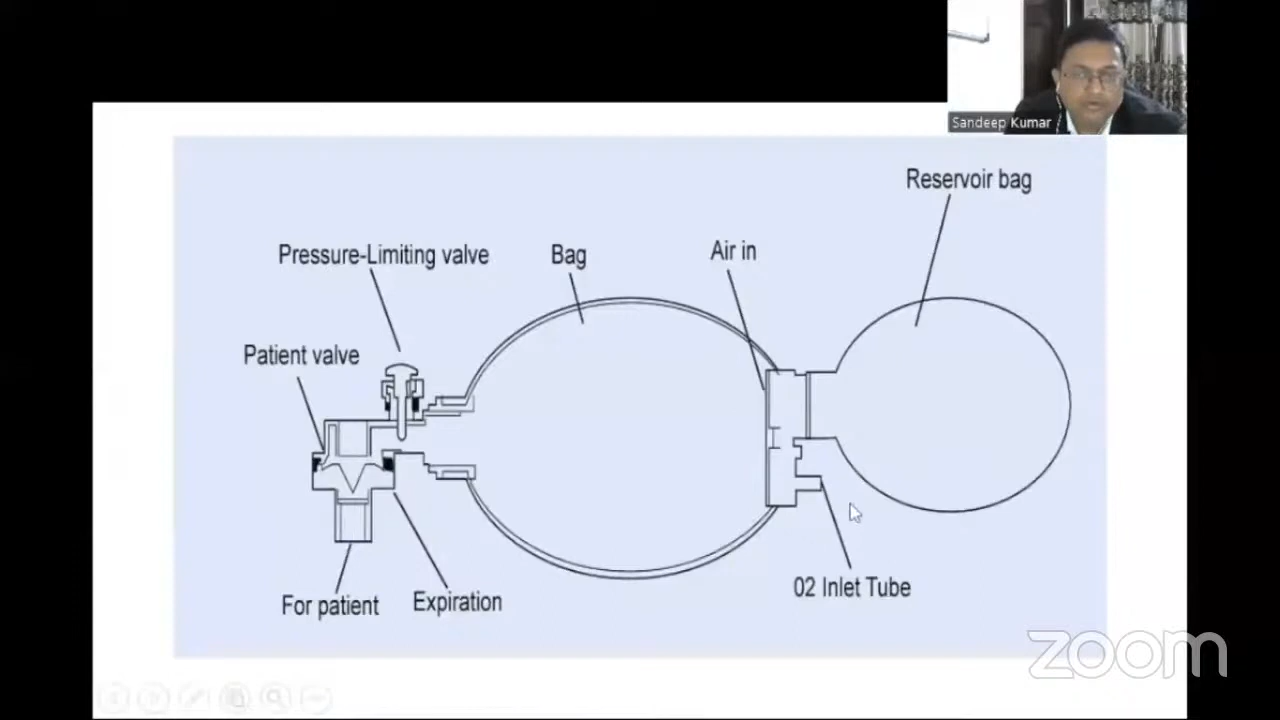 Sandeep Kumar
Reservoir bag
Pressure-Limiting valve
Bag
Air in
Patient valve
For patient
Expiration
02 Inlet Tube
zoom